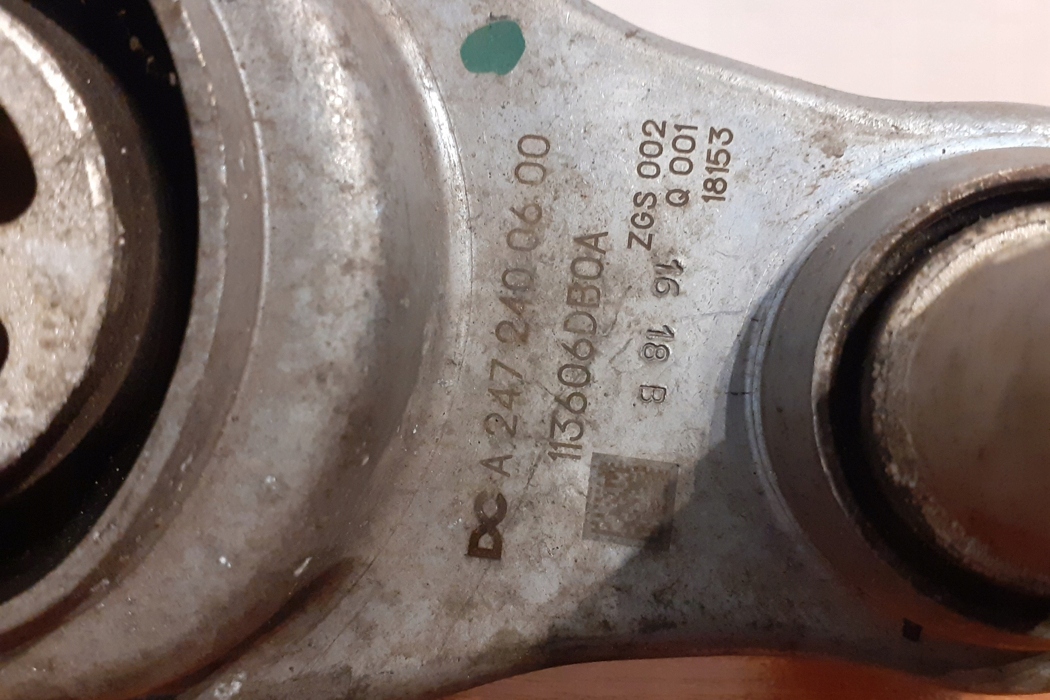 DC A 247 240 06 00
113606DB0A
ZGS 002
Q 001
18153
B 18 16